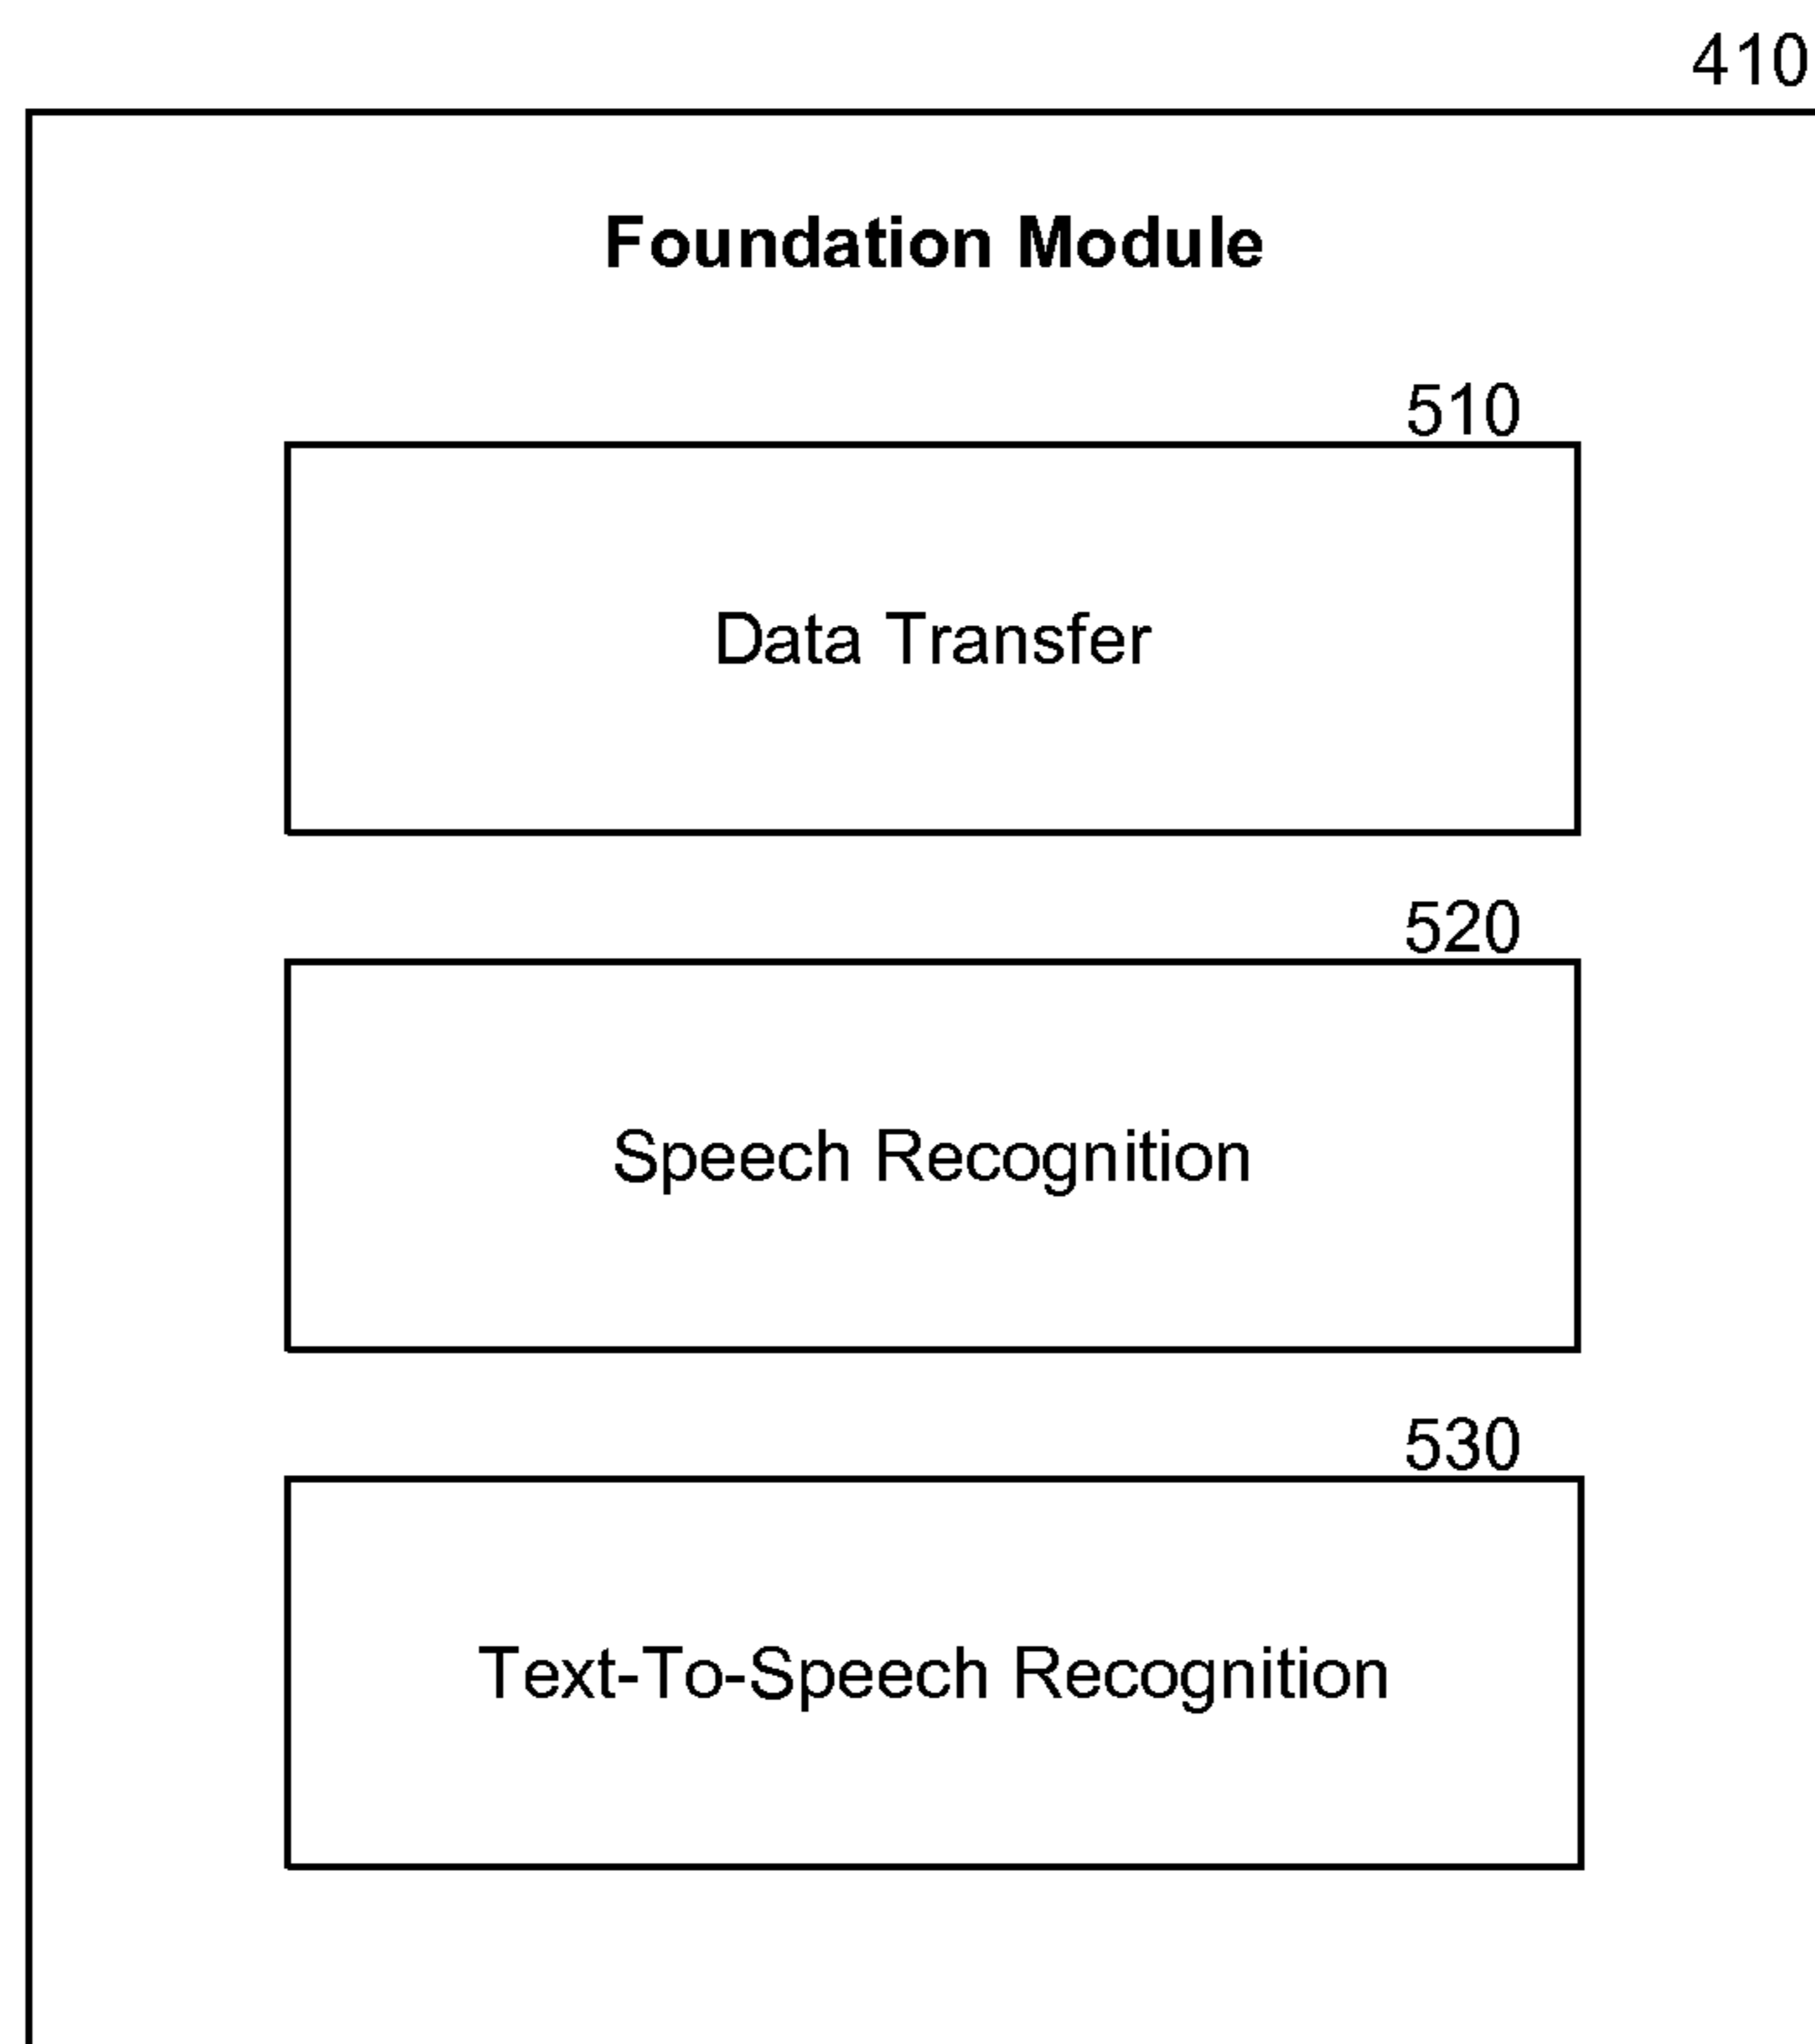 410
Foundation Module
510
Data Transfer
520
Speech Recognition
530
Text-To-Speech Recognition